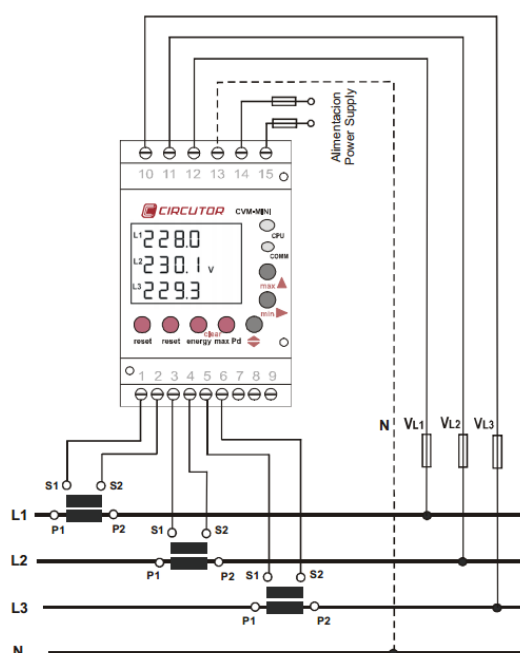 Alimentacion
Power Supply
10 11 12 13 14 15
CIRCUTOR CVM-MINI
CPU
COMM
L1 228.0
L2 230.1 v
L3 229.3
max
min
clear
reset reset energy max Pd
1 2 3 4 5 6 7 8 9
N VL1 VL2 VL3
S1 S2
L1 P1 P2
S1 S2
L2 P1 P2
S1 S2
L3 P1 P2
N